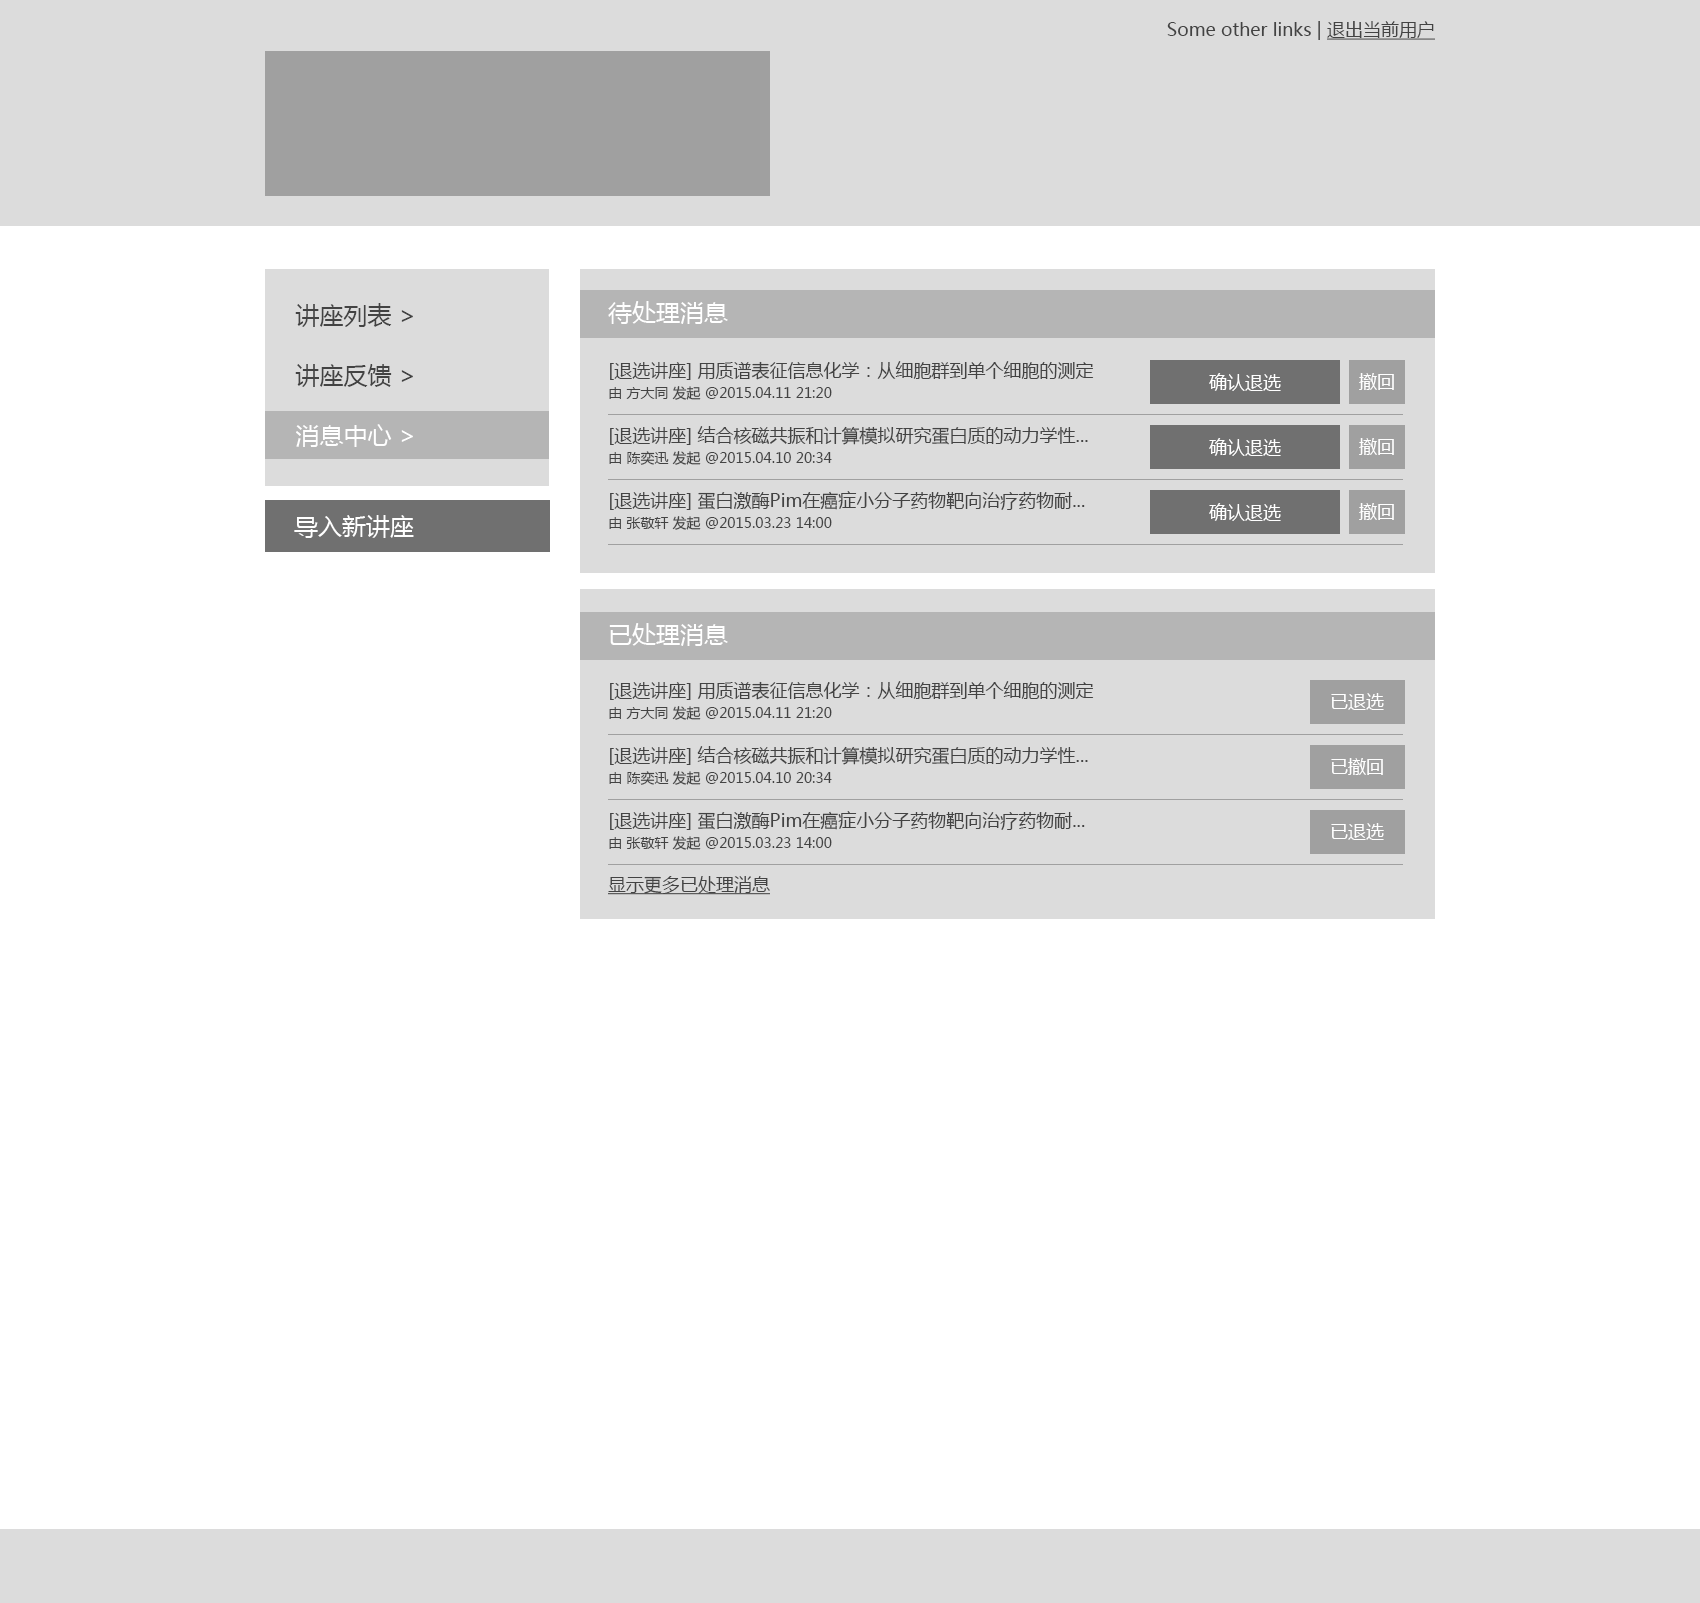 Some other links | 退出当前用户
讲座列表 >
讲座反馈 >
消息中心 >
导入新讲座
待处理消息
[退选讲座] 用质谱表征信息化学：从细胞群到单个细胞的测定
由 方大同 发起 @2015.04.11 21:20
确认退选 撤回
[退选讲座] 结合核磁共振和计算模拟研究蛋白质的动力学性...
由 陈奕迅 发起 @2015.04.10 20:34
确认退选 撤回
[退选讲座] 蛋白激酶Pim在癌症小分子药物靶向治疗药物耐...
由 张敬轩 发起 @2015.03.23 14:00
确认退选 撤回
已处理消息
[退选讲座] 用质谱表征信息化学：从细胞群到单个细胞的测定
由 方大同 发起 @2015.04.11 21:20
已退选
[退选讲座] 结合核磁共振和计算模拟研究蛋白质的动力学性...
由 陈奕迅 发起 @2015.04.10 20:34
已撤回
[退选讲座] 蛋白激酶Pim在癌症小分子药物靶向治疗药物耐...
由 张敬轩 发起 @2015.03.23 14:00
已退选
显示更多已处理消息